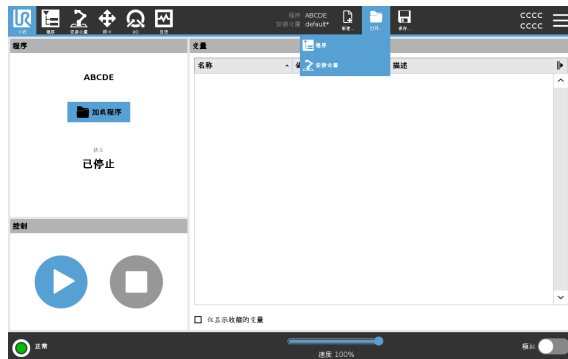 UR
运行
程序
安装设置
移动
I/O
日志
程序 ABCDE
安装设置 default*
新建...
打开...
保存...
CCCC
CCCC
程序
变量
程序
安装设置
ABCDE
名称
描述
加载程序
状态
已停止
控制
仅显示收藏的变量
正常
速度 100%